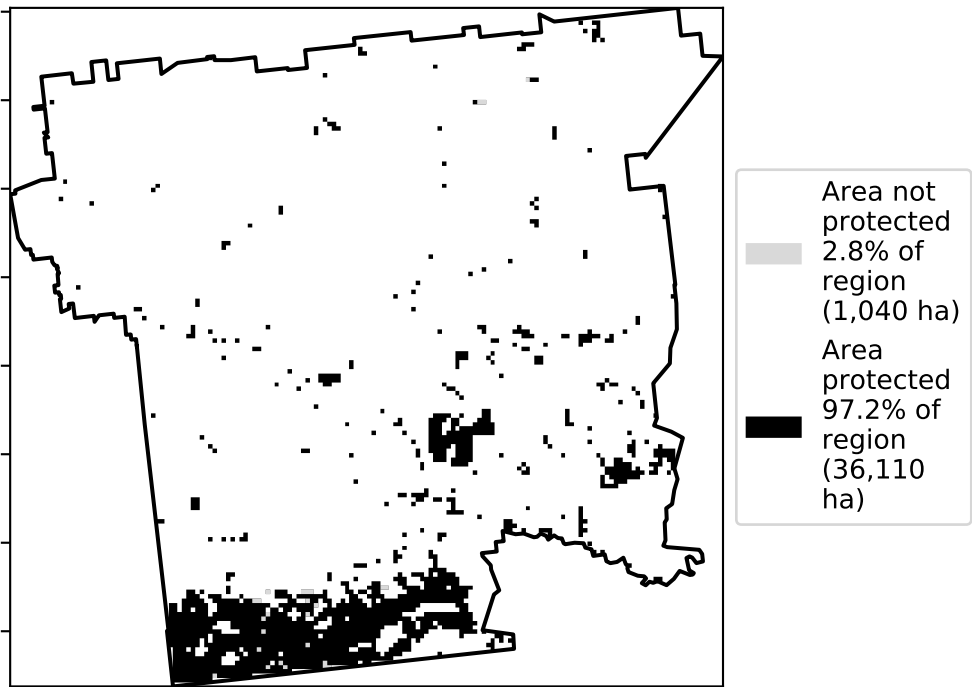 Area not
protected
2.8% of
region
(1,040 ha)
Area
protected
97.2% of
region
(36,110
ha)